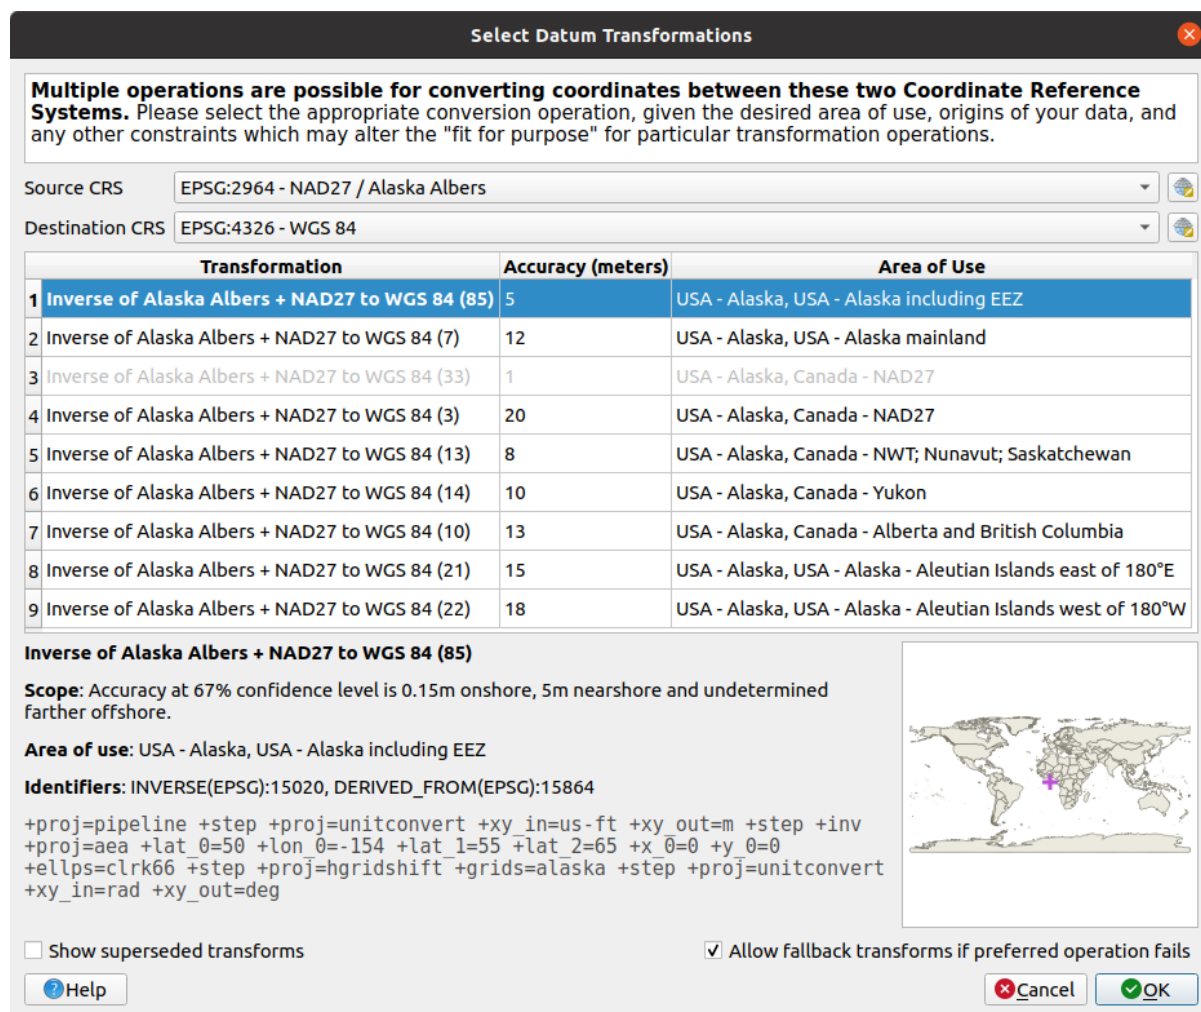 Select Datum Transformations
Multiple operations are possible for converting coordinates between these two Coordinate Reference
Systems. Please select the appropriate conversion operation, given the desired area of use, origins of your data, and
any other constraints which may alter the "fit for purpose" for particular transformation operations.
Source CRS EPSG:2964 - NAD27 / Alaska Albers
Destination CRS EPSG:4326 - WGS 84
Transformation Accuracy (meters) Area of Use
1 Inverse of Alaska Albers + NAD27 to WGS 84 (85) 5 USA - Alaska, USA - Alaska including EEZ
2 Inverse of Alaska Albers + NAD27 to WGS 84 (7) 12 USA - Alaska, USA - Alaska mainland
3 Inverse of Alaska Albers + NAD27 to WGS 84 (33) 1 USA - Alaska, Canada - NAD27
4 Inverse of Alaska Albers + NAD27 to WGS 84 (3) 20 USA - Alaska, Canada - NAD27
5 Inverse of Alaska Albers + NAD27 to WGS 84 (13) 8 USA - Alaska, Canada - NWT; Nunavut; Saskatchewan
6 Inverse of Alaska Albers + NAD27 to WGS 84 (14) 10 USA - Alaska, Canada - Yukon
7 Inverse of Alaska Albers + NAD27 to WGS 84 (10) 13 USA - Alaska, Canada - Alberta and British Columbia
8 Inverse of Alaska Albers + NAD27 to WGS 84 (21) 15 USA - Alaska, USA - Alaska - Aleutian Islands east of 180°E
9 Inverse of Alaska Albers + NAD27 to WGS 84 (22) 18 USA - Alaska, USA - Alaska - Aleutian Islands west of 180°W
Inverse of Alaska Albers + NAD27 to WGS 84 (85)
Scope: Accuracy at 67% confidence level is 0.15m onshore, 5m nearshore and undetermined
farther offshore.
Area of use: USA - Alaska, USA - Alaska including EEZ
Identifiers: INVERSE(EPSG):15020, DERIVED_FROM(EPSG):15864
+proj=pipeline +step +proj=unitconvert +xy_in=us-ft +xy_out=m +step +inv
+proj=aea +lat_0=50 +lon_0=-154 +lat_1=55 +lat_2=65 +x_0=0 +y_0=0
+ellps=clrk66 +step +proj=hgridshift +grids=alaska +step +proj=unitconvert
+xy_in=rad +xy_out=deg
Show superseded transforms
Allow fallback transforms if preferred operation fails
Help
Cancel
OK